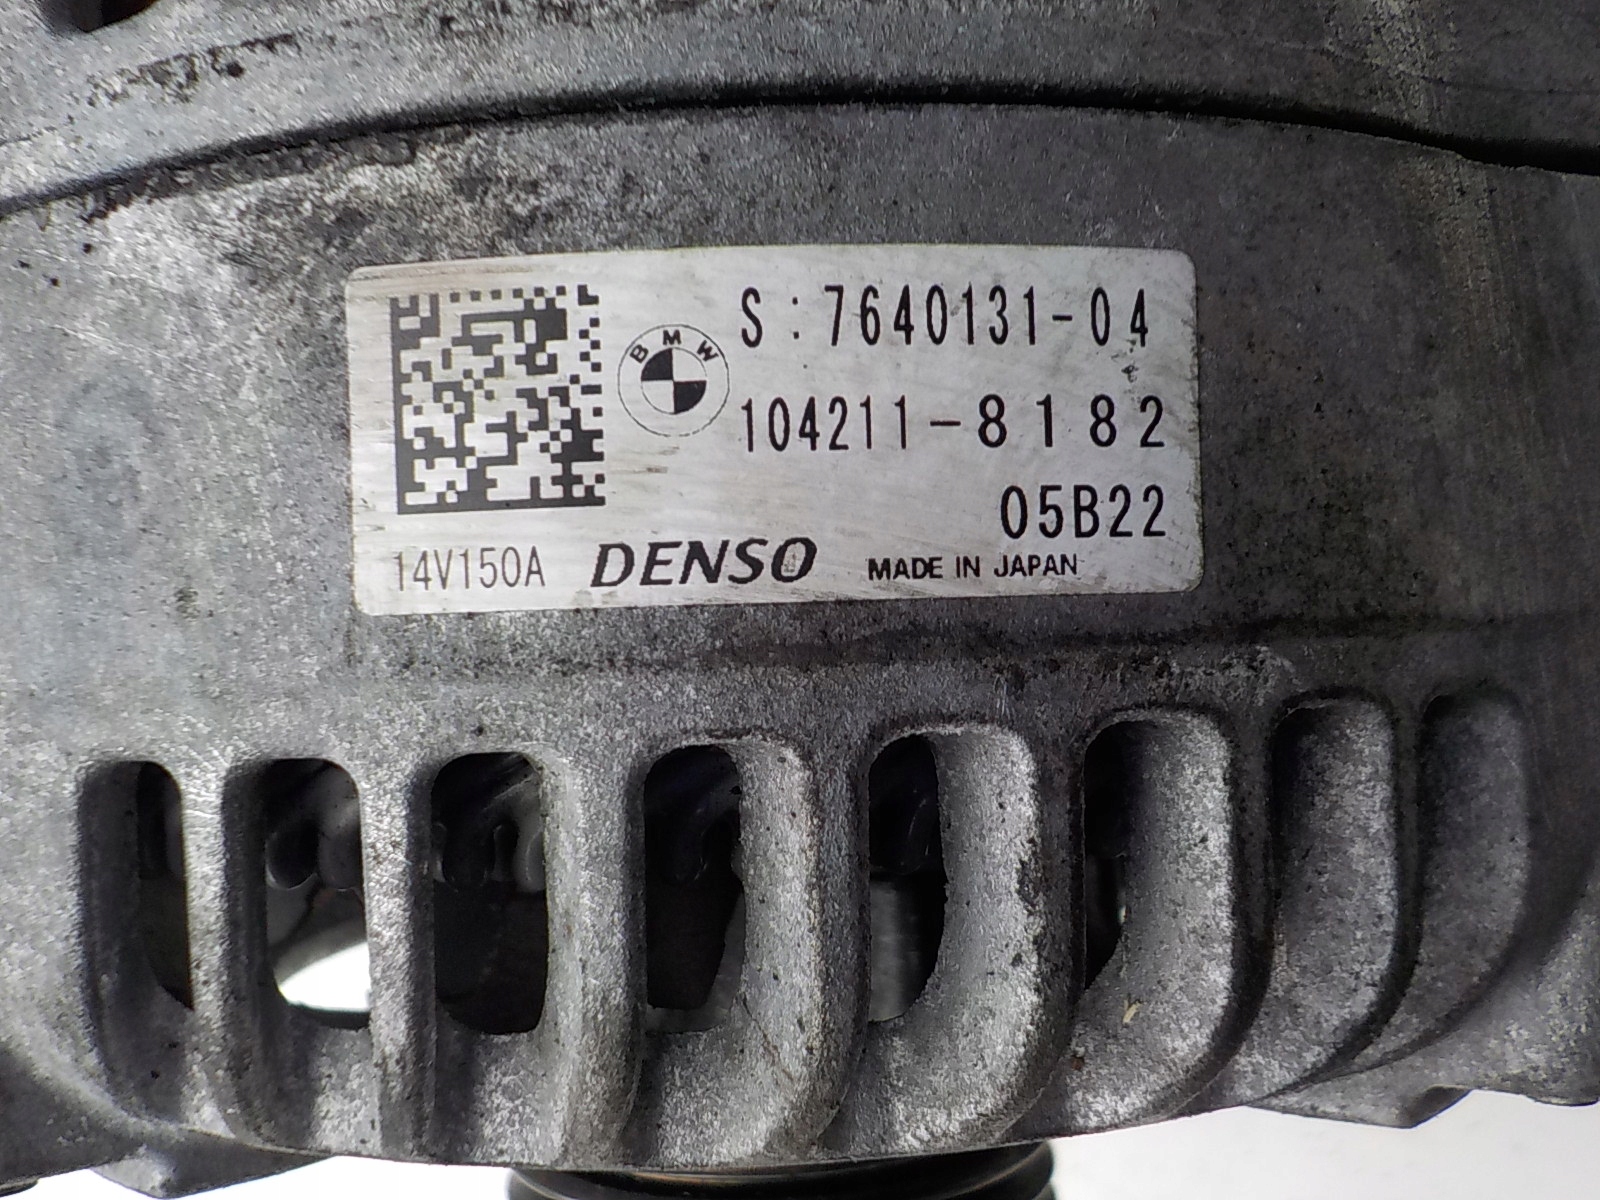 BMW
S:7640131-04
104211-8182
05B22
14V150A DENSO MADE IN JAPAN